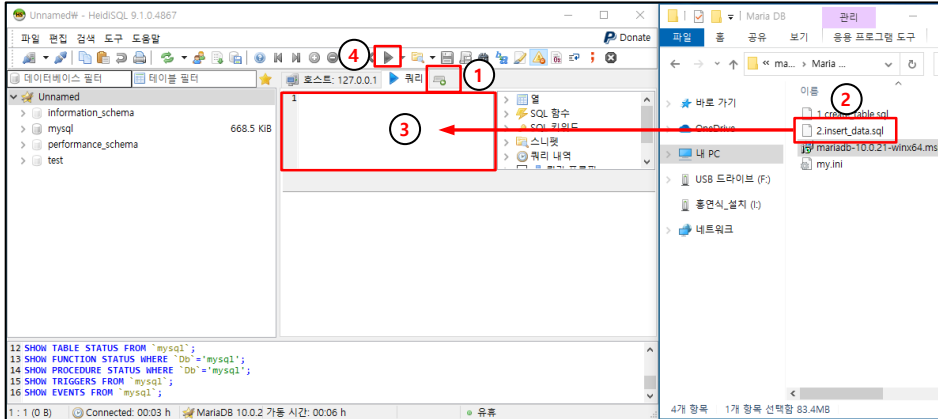 Unnamed# - HeidiSQL 9.1.0.4867
파일 편집 검색 도구 도움말
Donate
4
1
데이터베이스 필터
테이블 필터
호스트: 127.0.0.1
쿼리
Unnamed
information_schema
mysql
668.5 KiB
performance_schema
test
1
3
열
SQL 함수
SQL 키워드
스니펫
쿼리 내역
12 SHOW TABLE STATUS FROM `mysql`;
13 SHOW FUNCTION STATUS WHERE `Db`='mysql';
14 SHOW PROCEDURE STATUS WHERE `Db`='mysql';
15 SHOW TRIGGERS FROM `mysql`;
16 SHOW EVENTS FROM `mysql`;
1 : 1 (0 B)
Connected: 00:03 h
MariaDB 10.0.2 가동 시간: 00:06 h
유휴
Maria DB
관리
파일
홈
공유
보기
응용 프로그램 도구
« ma... › Maria ...
이름
2
바로 가기
OneDrive
내 PC
USB 드라이브 (F:)
홍연식_설치 (I:)
네트워크
1.create_table.sql
2.insert_data.sql
mariadb-10.0.21-winx64.ms
my.ini
4개 항목
1개 항목 선택함 83.4MB